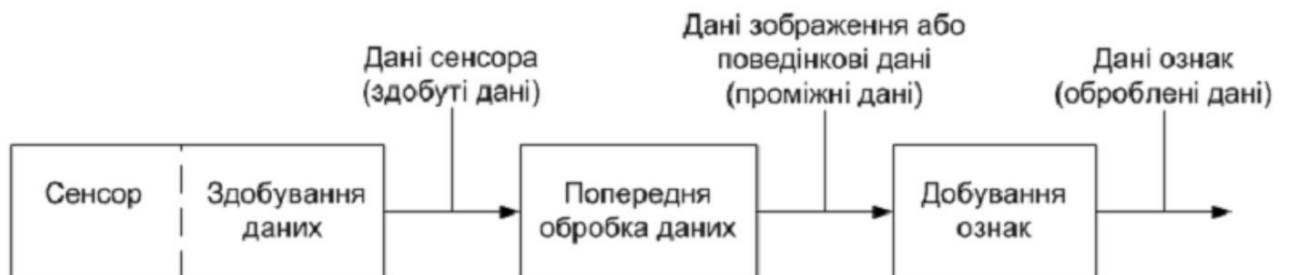 Дані сенсора
(здобуті дані)
Дані зображення або
поведінкові дані
(проміжні дані)
Дані ознак
(оброблені дані)
Сенсор
Здобування
даних
Попередня
обробка даних
Добування
ознак